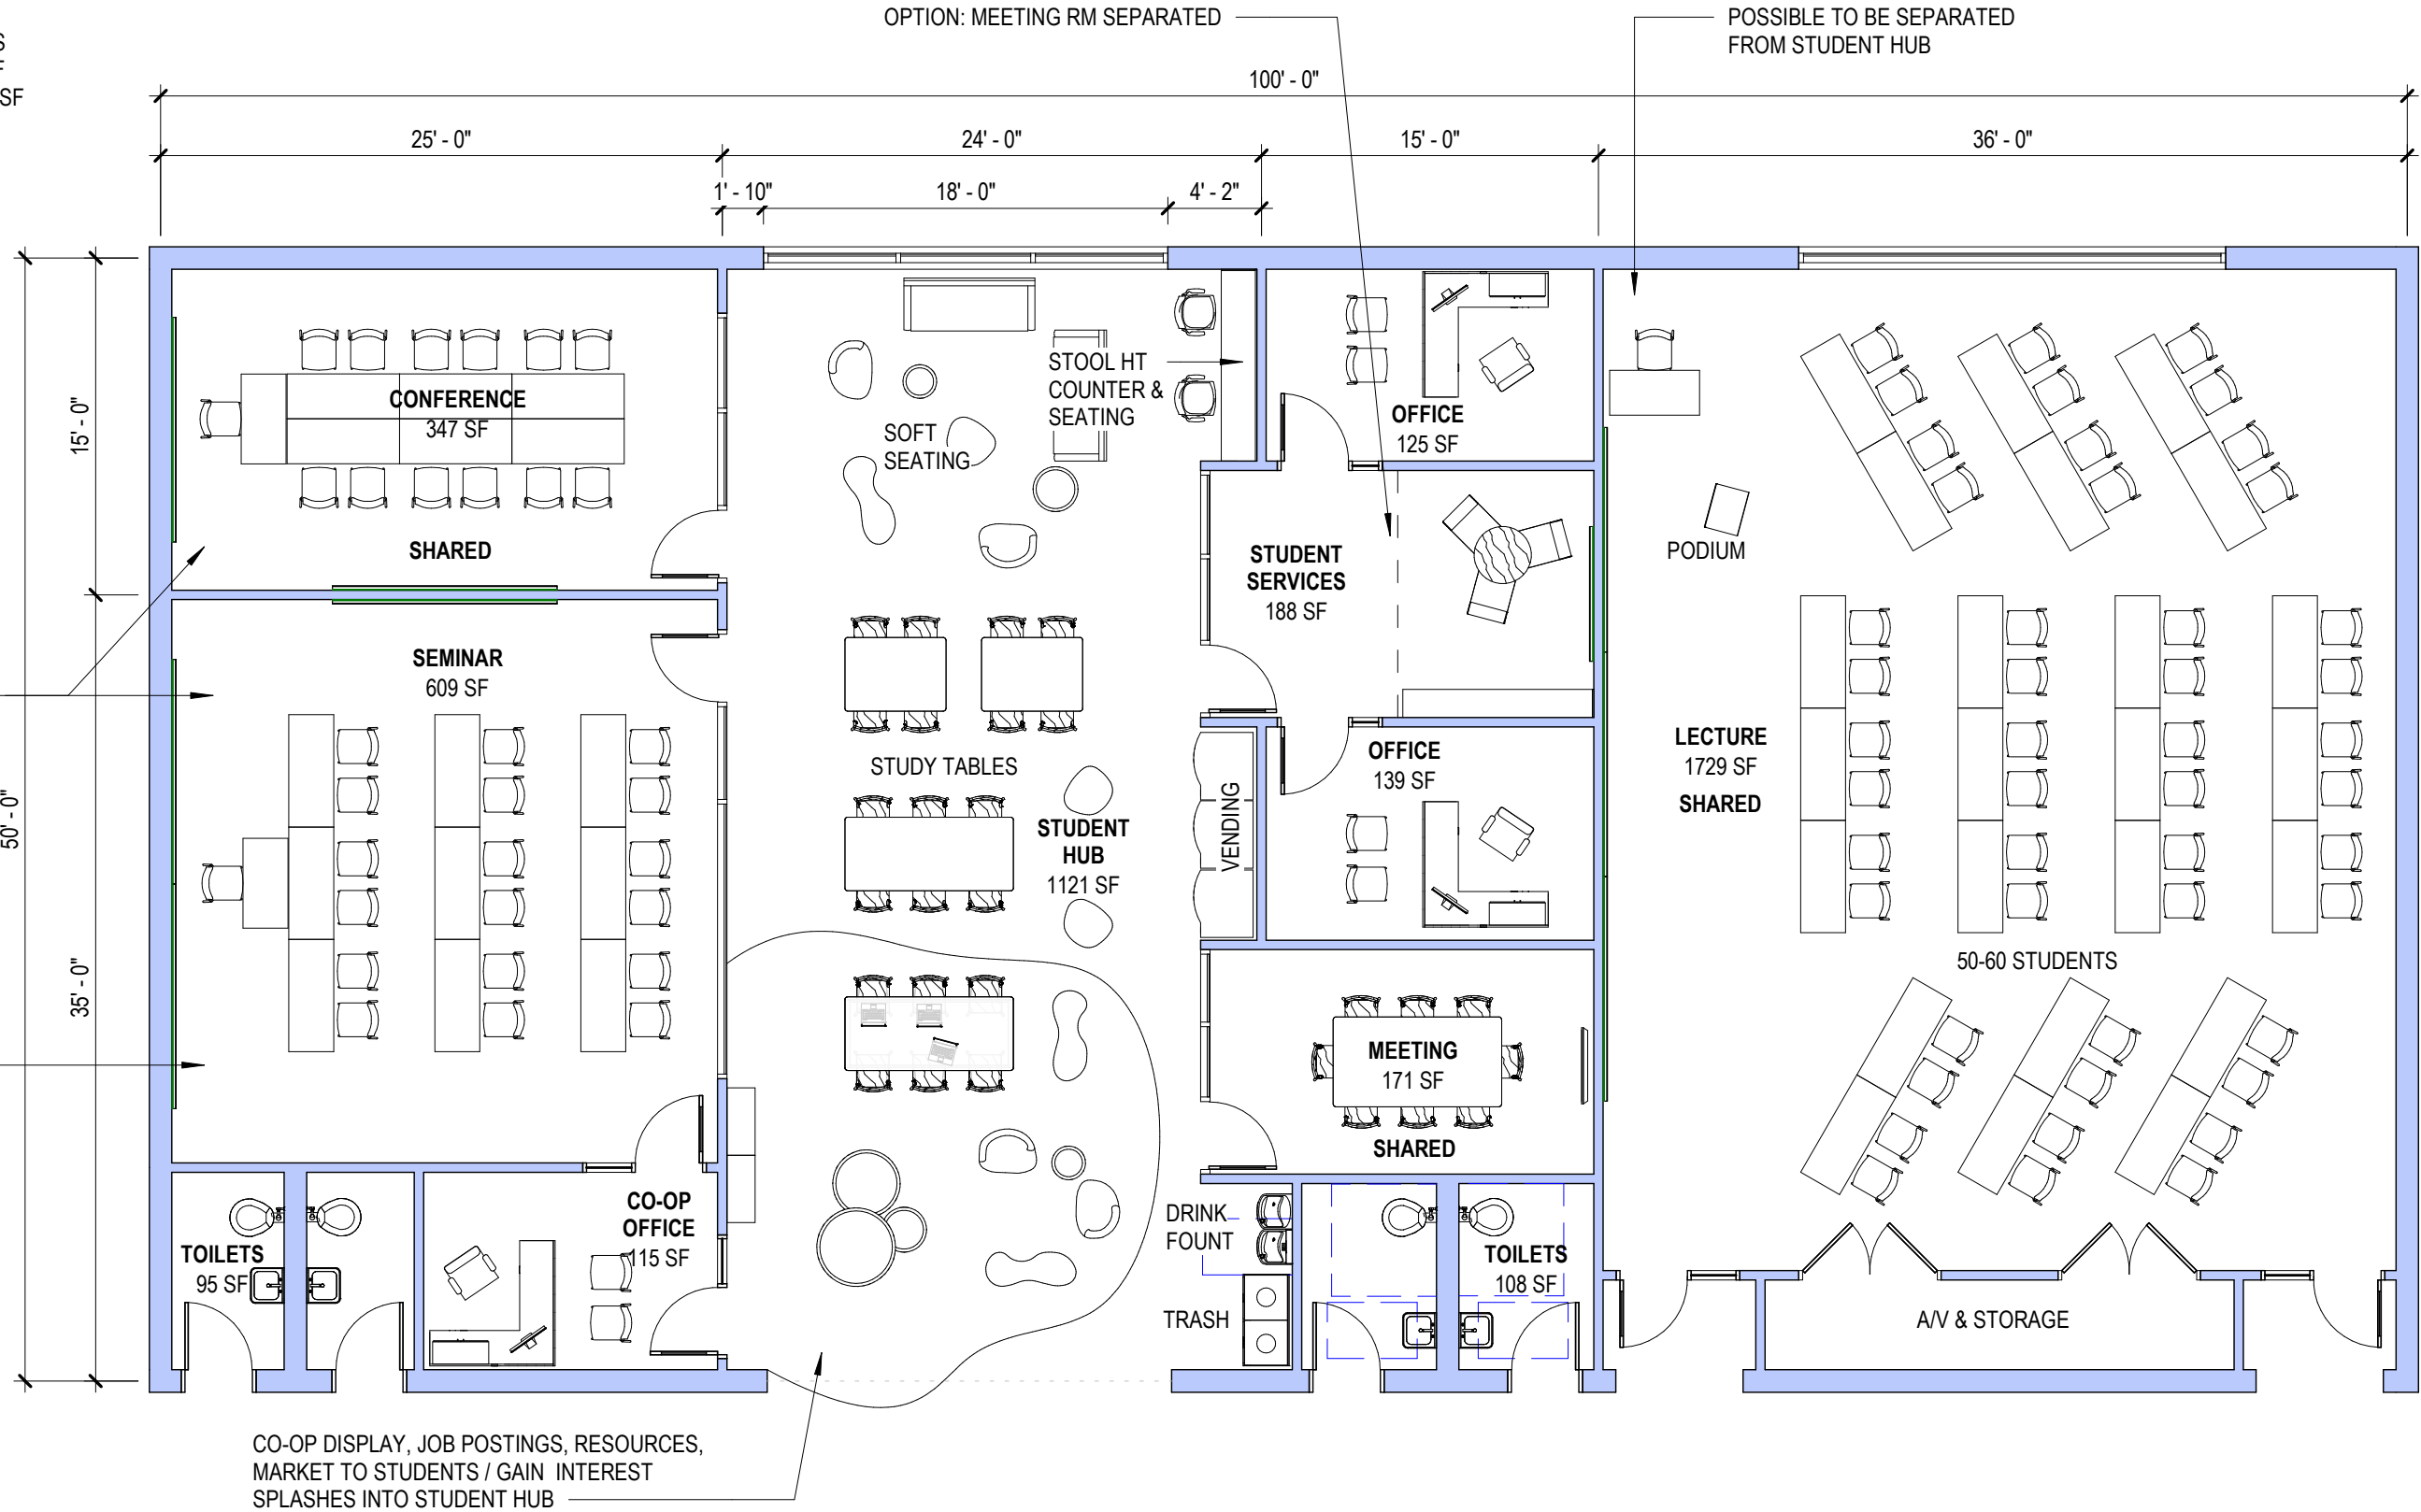 OPTION: MEETING RM SEPARATED
POSSIBLE TO BE SEPARATED
FROM STUDENT HUB
SF
100' - 0"
25' - 0"
24' - 0"
15' - 0"
36' - 0"
1' - 10"
18' - 0"
4' - 2"
50' - 0"
15' - 0"
35' - 0"
CONFERENCE
347 SF
SHARED
SEMINAR
609 SF
TOILETS
95 SF
CO-OP
OFFICE
115 SF
SOFT
SEATING
STOOL HT
COUNTER &
SEATING
STUDY TABLES
STUDENT
HUB
1121 SF
VENDING
OFFICE
125 SF
STUDENT
SERVICES
188 SF
OFFICE
139 SF
MEETING
171 SF
SHARED
DRINK
FOUNT
TRASH
TOILETS
108 SF
PODIUM
LECTURE
1729 SF
SHARED
50-60 STUDENTS
A/V & STORAGE
CO-OP DISPLAY, JOB POSTINGS, RESOURCES,
MARKET TO STUDENTS / GAIN INTEREST
SPLASHES INTO STUDENT HUB